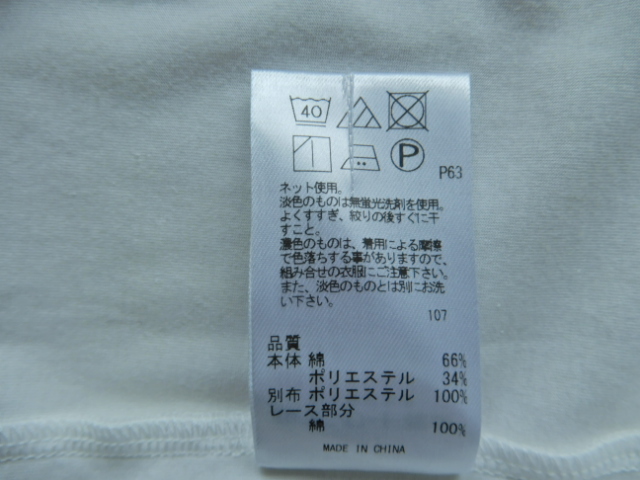 40
P
P63
ネット使用。
淡色のものは無蛍光洗剤を使用。
よくすすぎ、絞りの後すぐに干
すこと。
濃色のものは、着用による摩擦
で色落ちする事がありますので、
組み合せの衣服にご注意下さい。
また、淡色のものとは別にお洗
い下さい。
107
品質
本体 綿 66%
ポリエステル 34%
別布 ポリエステル 100%
レース部分
綿 100%
MADE IN CHINA